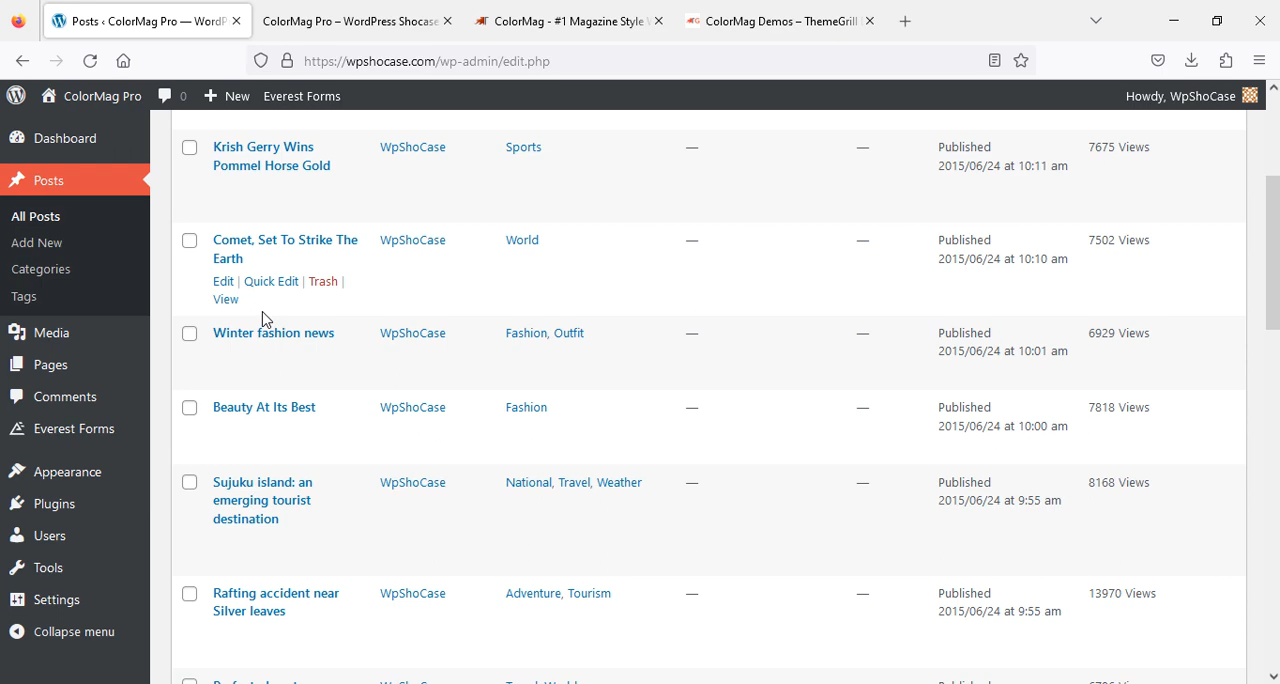 Posts ‹ ColorMag Pro — WordP
ColorMag Pro – WordPress Shocase
ColorMag - #1 Magazine Style
ColorMag Demos – ThemeGrill
https://wpshocase.com/wp-admin/edit.php
ColorMag Pro
0
New
Everest Forms
Howdy, WpShoCase
Dashboard
Posts
All Posts
Add New
Categories
Tags
Media
Pages
Comments
Everest Forms
Appearance
Plugins
Users
Tools
Settings
Collapse menu
Krish Gerry Wins WpShoCase Sports — — Published 7675 Views
Pommel Horse Gold 2015/06/24 at 10:11 am
Comet, Set To Strike The WpShoCase World — — Published 7502 Views
Earth 2015/06/24 at 10:10 am
Edit | Quick Edit | Trash |
View
Winter fashion news WpShoCase Fashion, Outfit — — Published 6929 Views
2015/06/24 at 10:01 am
Beauty At Its Best WpShoCase Fashion — — Published 7818 Views
2015/06/24 at 10:00 am
Sujuku island: an WpShoCase National, Travel, Weather — — Published 8168 Views
emerging tourist 2015/06/24 at 9:55 am
destination
Rafting accident near WpShoCase Adventure, Tourism — — Published 13970 Views
Silver leaves 2015/06/24 at 9:55 am